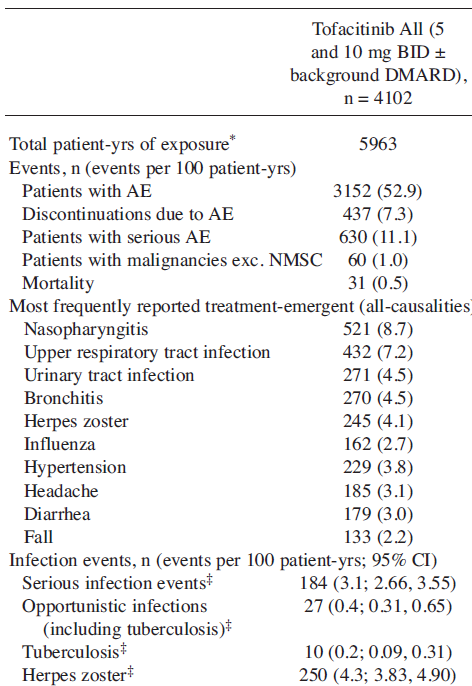 Tofacitinib All (5
and 10 mg BID ±
background DMARD),
n = 4102
Total patient-yrs of exposure* 5963
Events, n (events per 100 patient-yrs)
Patients with AE 3152 (52.9)
Discontinuations due to AE 437 (7.3)
Patients with serious AE 630 (11.1)
Patients with malignancies exc. NMSC 60 (1.0)
Mortality 31 (0.5)
Most frequently reported treatment-emergent (all-causalities)
Nasopharyngitis 521 (8.7)
Upper respiratory tract infection 432 (7.2)
Urinary tract infection 271 (4.5)
Bronchitis 270 (4.5)
Herpes zoster 245 (4.1)
Influenza 162 (2.7)
Hypertension 229 (3.8)
Headache 185 (3.1)
Diarrhea 179 (3.0)
Fall 133 (2.2)
Infection events, n (events per 100 patient-yrs; 95% CI)
Serious infection events‡ 184 (3.1; 2.66, 3.55)
Opportunistic infections 27 (0.4; 0.31, 0.65)
(including tuberculosis)‡
Tuberculosis‡ 10 (0.2; 0.09, 0.31)
Herpes zoster‡ 250 (4.3; 3.83, 4.90)